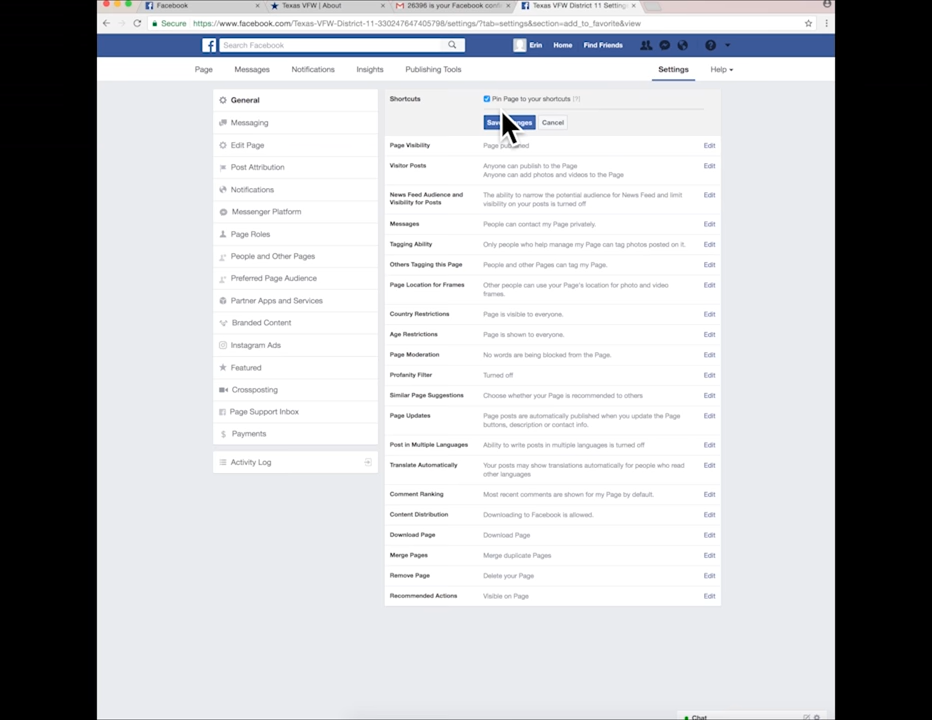 Facebook
Texas VFW | About
26396 is your Facebook conf
Texas VFW District 11 Settings
Secure https://www.facebook.com/Texas-VFW-District-11-330247647405798/settings/?tab=settings&section=add_to_favorite&view
Search Facebook
Erin Home Find Friends
Page Messages Notifications Insights Publishing Tools Settings Help
General
Messaging
Edit Page
Post Attribution
Notifications
Messenger Platform
Page Roles
People and Other Pages
Preferred Page Audience
Partner Apps and Services
Branded Content
Instagram Ads
Featured
Crossposting
Page Support Inbox
Payments
Activity Log
Shortcuts Pin Page to your shortcuts [?]
Cancel
Page Visibility Page published Edit
Visitor Posts Anyone can publish to the Page Edit
Anyone can add photos and videos to the Page
News Feed Audience and The ability to narrow the potential audience for News Feed and limit Edit
Visibility for Posts visibility on your posts is turned off
Messages People can contact my Page privately. Edit
Tagging Ability Only people who help manage my Page can tag photos posted on it. Edit
Others Tagging this Page People and other Pages can tag my Page. Edit
Page Location for Frames Other people can use your Page's location for photo and video Edit
frames.
Country Restrictions Page is visible to everyone. Edit
Age Restrictions Page is shown to everyone. Edit
Page Moderation No words are being blocked from the Page. Edit
Profanity Filter Turned off Edit
Similar Page Suggestions Choose whether your Page is recommended to others Edit
Page Updates Page posts are automatically published when you update the Page Edit
buttons, description or contact info.
Post in Multiple Languages Ability to write posts in multiple languages is turned off Edit
Translate Automatically Your posts may show translations automatically for people who read Edit
other languages
Comment Ranking Most recent comments are shown for my Page by default. Edit
Content Distribution Downloading to Facebook is allowed. Edit
Download Page Download Page Edit
Merge Pages Merge duplicate Pages Edit
Remove Page Delete your Page Edit
Recommended Actions Visible on Page Edit
Chat